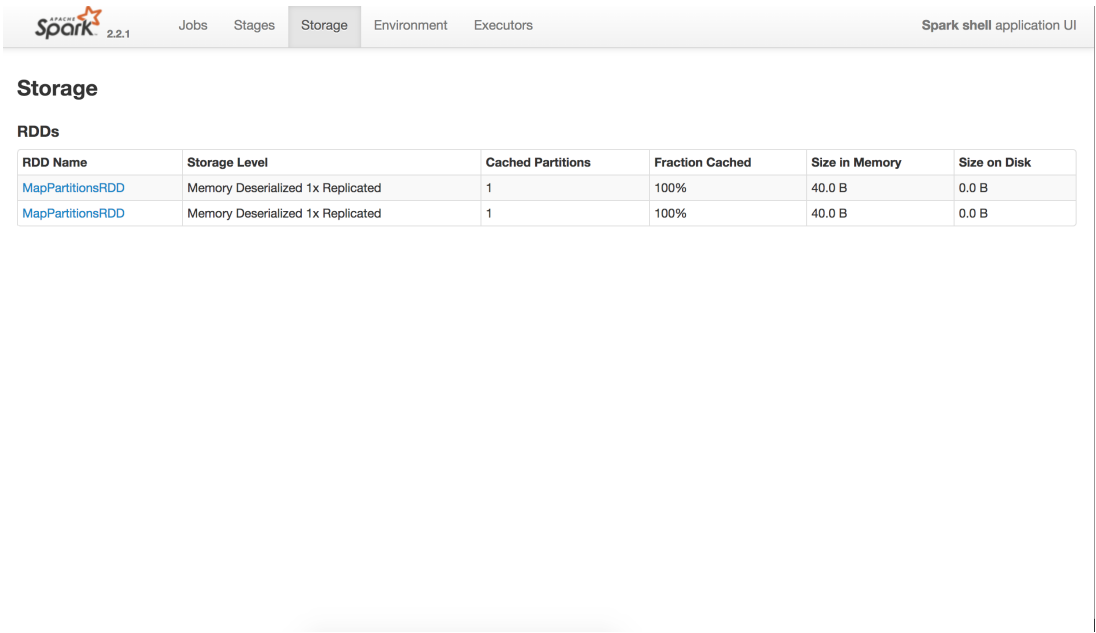 APACHE Spark 2.2.1 Jobs Stages Storage Environment Executors Spark shell application UI
Storage
RDDs
RDD Name Storage Level Cached Partitions Fraction Cached Size in Memory Size on Disk
MapPartitionsRDD Memory Deserialized 1x Replicated 1 100% 40.0 B 0.0 B
MapPartitionsRDD Memory Deserialized 1x Replicated 1 100% 40.0 B 0.0 B